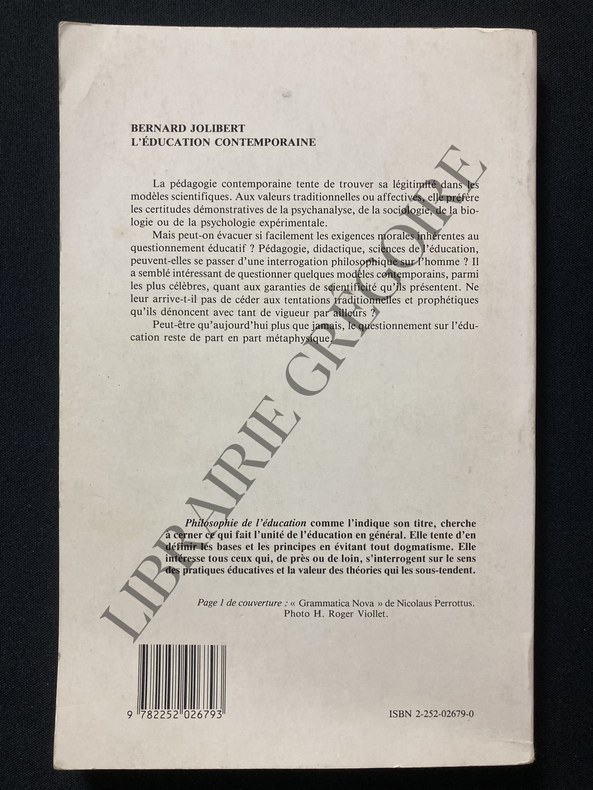 BERNARD JOLIBERT
L'ÉDUCATION CONTEMPORAINE
La pédagogie contemporaine tente de trouver sa légitimité dans les
modèles scientifiques. Aux valeurs traditionnelles ou affectives, elle préfère
les certitudes démonstratives de la psychanalyse, de la sociologie, de la bio-
logie ou de la psychologie expérimentale.
Mais peut-on évacuer si facilement les exigences morales inhérentes au
questionnement éducatif ? Pédagogie, didactique, sciences de l'éducation,
peuvent-elles se passer d'une interrogation philosophique sur l'homme ? Il
a semblé intéressant de questionner quelques modèles contemporains, parmi
les plus célèbres, quant aux garanties de scientificité qu'ils présentent. Ne
leur arrive-t-il pas de céder aux tentations traditionnelles et prophétiques
qu'ils dénoncent avec tant de vigueur par ailleurs ?
Peut-être qu'aujourd'hui plus que jamais, le questionnement sur l'édu-
cation reste de part en part métaphysique.
Philosophie de l'éducation comme l'indique son titre, cherche
à cerner ce qui fait l'unité de l'éducation en général. Elle tente d'en
définir les bases et les principes en évitant tout dogmatisme. Elle
intéresse tous ceux qui, de près ou de loin, s'interrogent sur le sens
des pratiques éducatives et la valeur des théories qui les sous-tendent.
Page 1 de couverture : « Grammatica Nova » de Nicolaus Perrottus.
Photo H. Roger Viollet.
9 782252 026793
ISBN 2-252-02679-0
LIBRAIRIE GREGOIRE